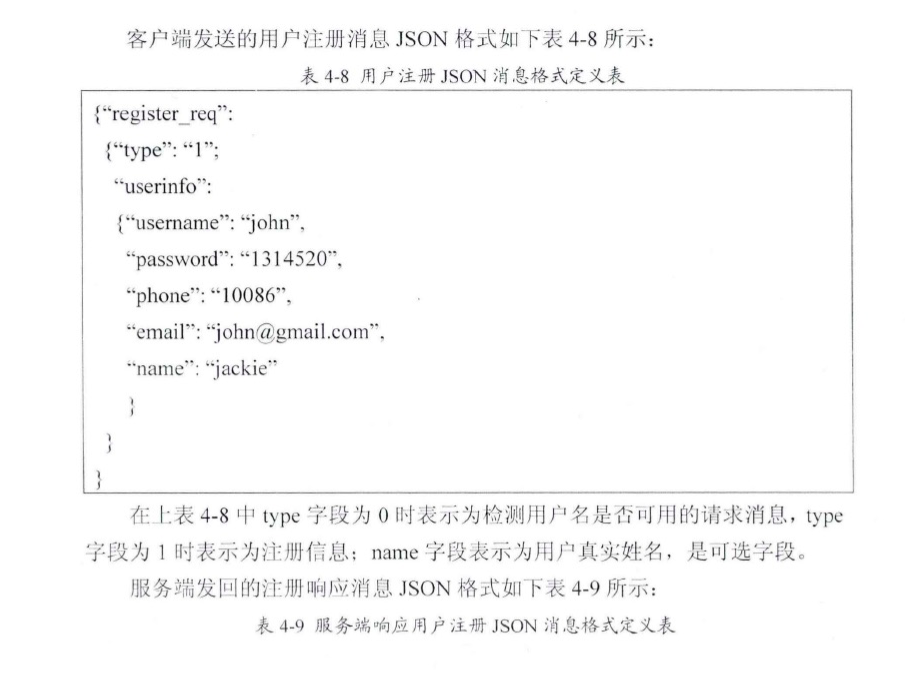 客户端发送的用户注册消息 JSON 格式如下表 4-8 所示：
表 4-8 用户注册 JSON 消息格式定义表
{“register_req”:
{“type”: “1”;
“userinfo”:
{“username”: “john”,
“password”: “1314520”,
“phone”: “10086”,
“email”: “john@gmail.com”,
“name”: “jackie”
}
}
}
在上表 4-8 中 type 字段为 0 时表示为检测用户名是否可用的请求消息，type
字段为 1 时表示为注册信息；name 字段表示为用户真实姓名，是可选字段。
服务端发回的注册响应消息 JSON 格式如下表 4-9 所示：
表 4-9 服务端响应用户注册 JSON 消息格式定义表